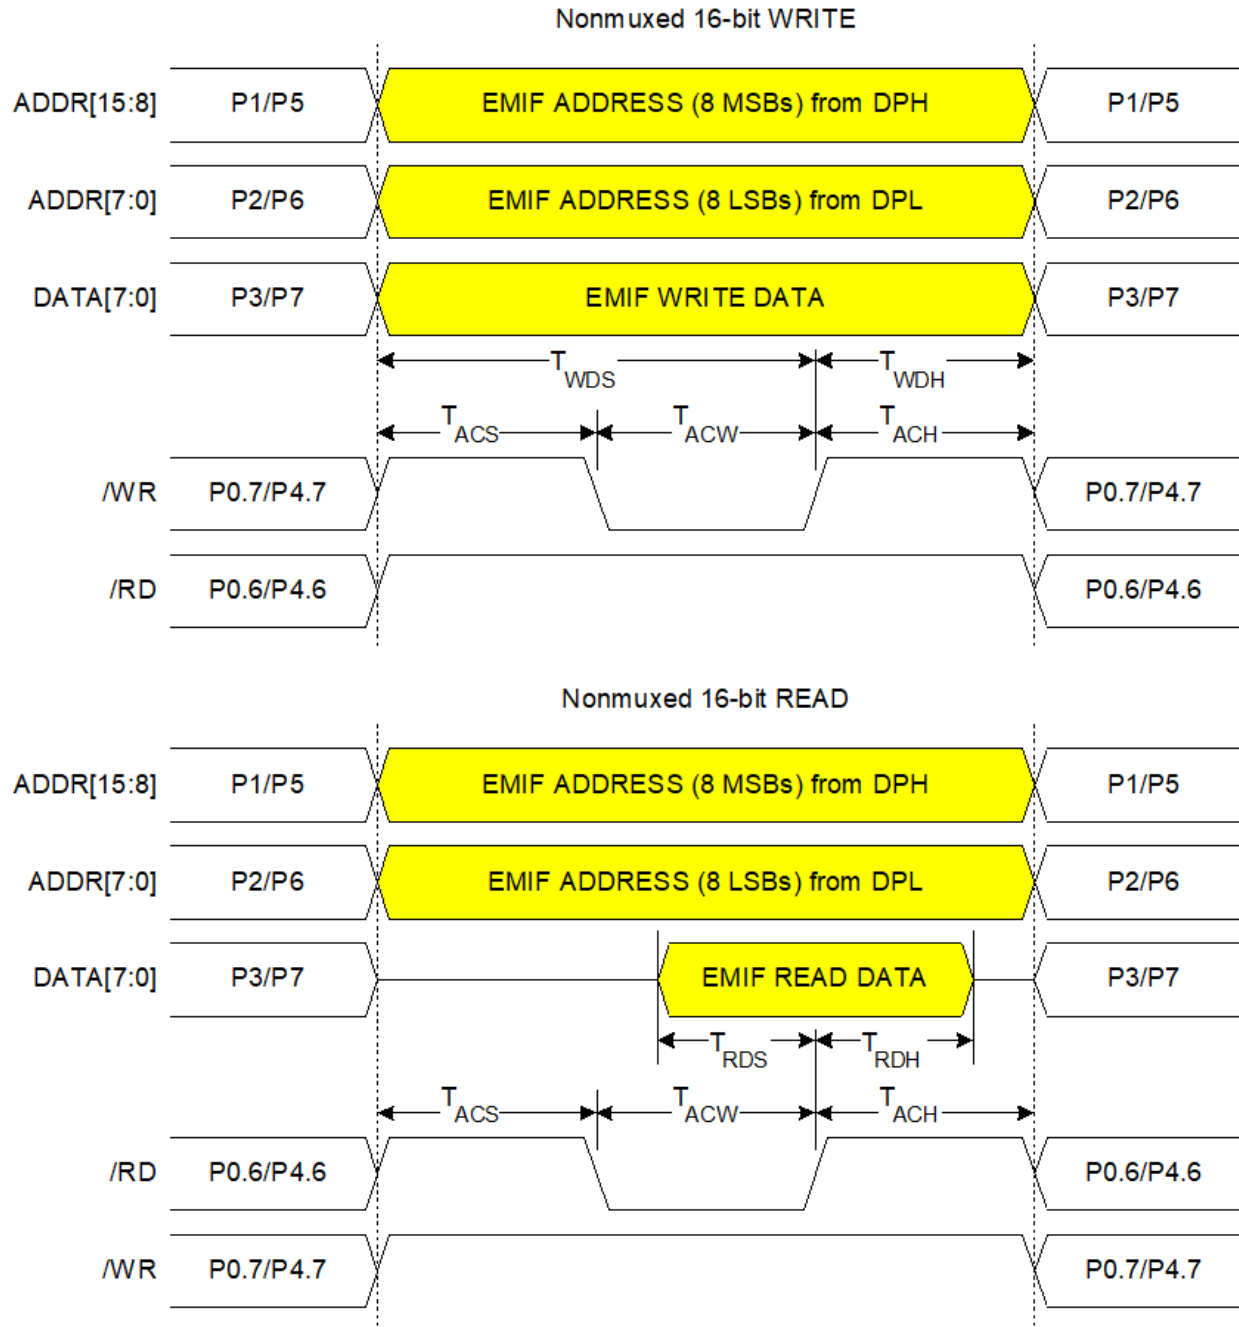 Nonmuxed 16-bit WRITE
ADDR[15:8] P1/P5 EMIF ADDRESS (8 MSBs) from DPH P1/P5
ADDR[7:0] P2/P6 EMIF ADDRESS (8 LSBs) from DPL P2/P6
DATA[7:0] P3/P7 EMIF WRITE DATA P3/P7
TWDS TWDH
TACS TACW TACH
/WR P0.7/P4.7 P0.7/P4.7
/RD P0.6/P4.6 P0.6/P4.6
Nonmuxed 16-bit READ
ADDR[15:8] P1/P5 EMIF ADDRESS (8 MSBs) from DPH P1/P5
ADDR[7:0] P2/P6 EMIF ADDRESS (8 LSBs) from DPL P2/P6
DATA[7:0] P3/P7 EMIF READ DATA P3/P7
TRDS TRDH
TACS TACW TACH
/RD P0.6/P4.6 P0.6/P4.6
/WR P0.7/P4.7 P0.7/P4.7